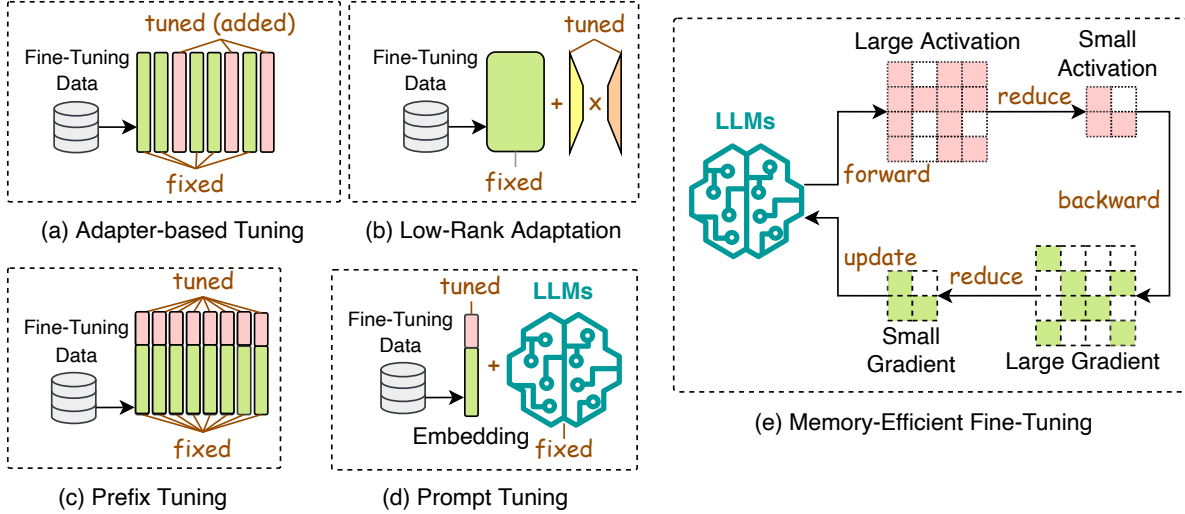 tuned (added)
Fine-Tuning
Data
fixed
(a) Adapter-based Tuning
tuned
Fine-Tuning
Data
+
x
fixed
(b) Low-Rank Adaptation
tuned
Fine-Tuning
Data
fixed
(c) Prefix Tuning
tuned
LLMs
Fine-Tuning
Data
+
Embedding
fixed
(d) Prompt Tuning
Large Activation
Small
Activation
reduce
LLMs
forward
backward
update
reduce
Small
Gradient
Large Gradient
(e) Memory-Efficient Fine-Tuning